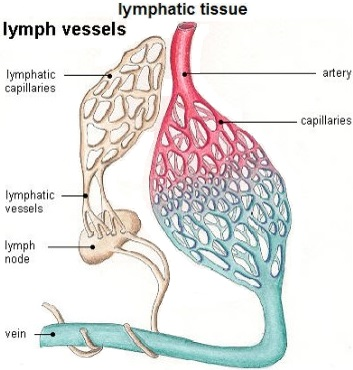 lymphatic tissue
lymph vessels
lymphatic
capillaries
artery
capillaries
lymphatic
vessels
lymph
node
vein